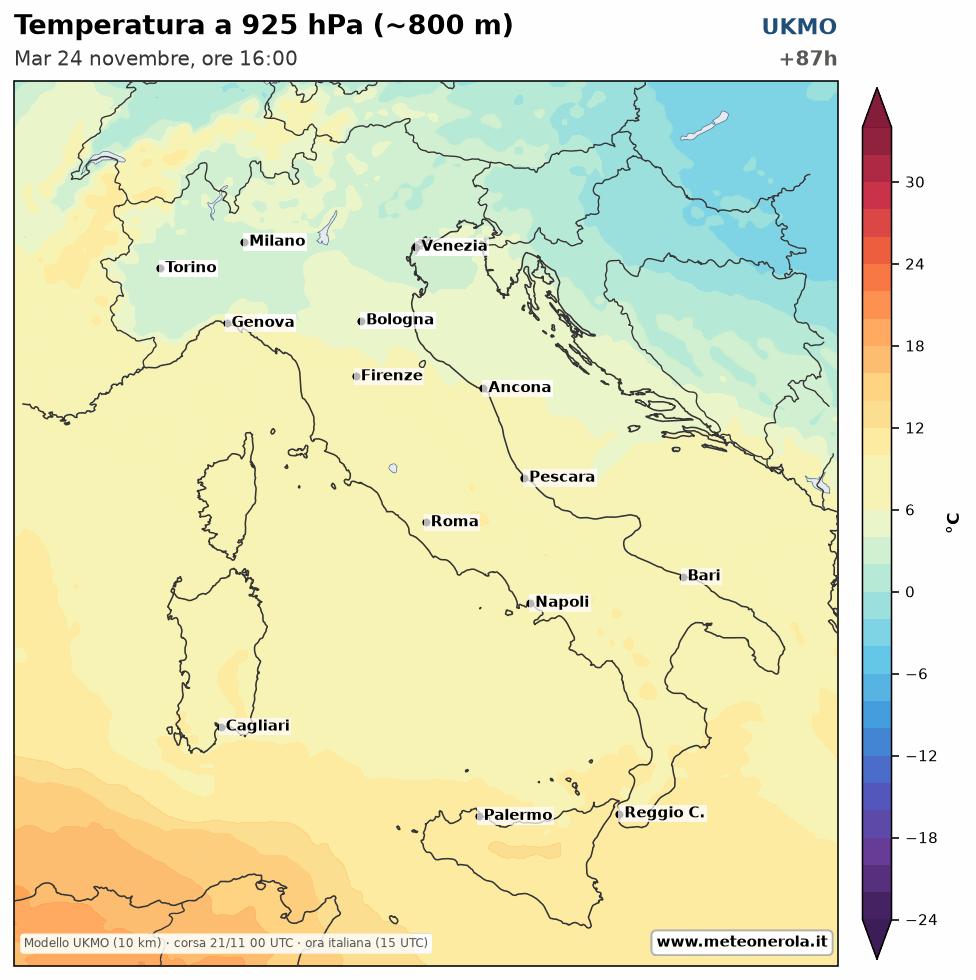 Temperatura a 925 hPa (~800 m)
UKMO
Mar 24 novembre, ore 16:00
+87h
Milano
Venezia
Torino
Genova
Bologna
Firenze
Ancona
Pescara
Roma
Bari
Napoli
Cagliari
Palermo
Reggio C.
30
24
18
12
6
0
−6
−12
−18
−24
°C
Modello UKMO (10 km) · corsa 21/11 00 UTC · ora italiana (15 UTC)
www.meteonerola.it